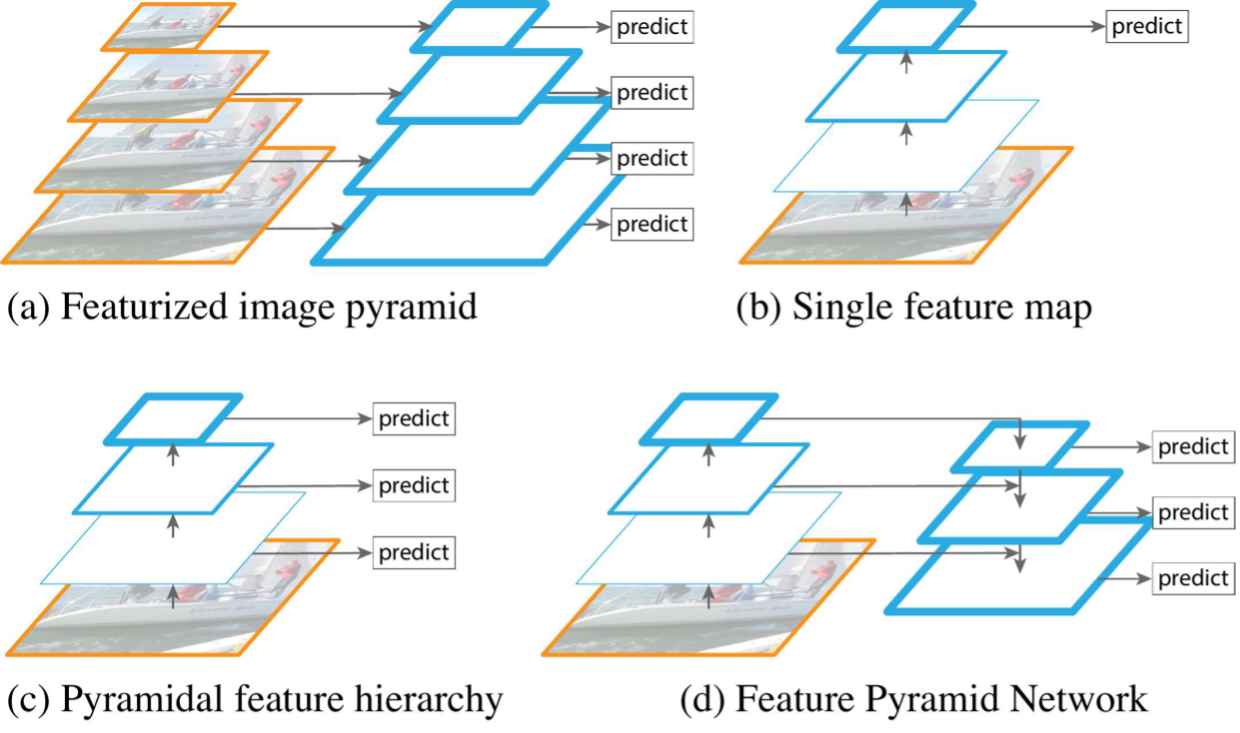 predict
predict
predict
predict
(a) Featurized image pyramid
predict
(b) Single feature map
predict
predict
predict
(c) Pyramidal feature hierarchy
predict
predict
predict
(d) Feature Pyramid Network